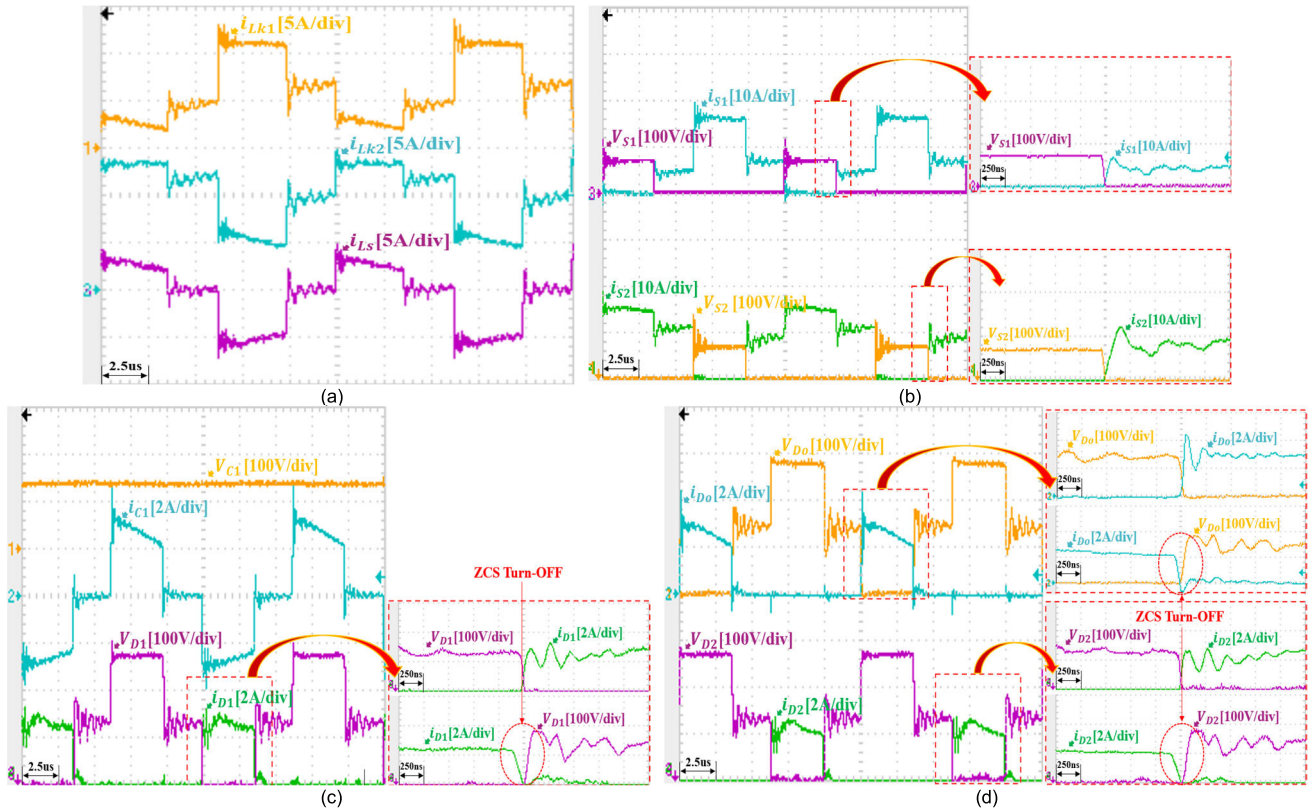 *iLk1[5A/div]
1
*iLk2[5A/div]
*iLs[5A/div]
3
2.5us
(a)
*iS1[10A/div]
*VS1[100V/div]
3
*iS2[10A/div]
*VS2[100V/div]
2.5us
*VS1[100V/div]
*iS1[10A/div]
250ns
*iS2[10A/div]
*VS2[100V/div]
250ns
(b)
*VC1[100V/div]
*iC1[2A/div]
1
2
*VD1[100V/div]
*iD1[2A/div]
2.5us
ZCS Turn-OFF
*VD1[100V/div]
*iD1[2A/div]
250ns
*VD1[100V/div]
*iD1[2A/div]
250ns
(c)
*VDo[100V/div]
*iDo[2A/div]
2
*VD2[100V/div]
*iD2[2A/div]
2.5us
*VDo[100V/div]
*iDo[2A/div]
250ns
*iDo[2A/div]
*VDo[100V/div]
250ns
ZCS Turn-OFF
*VD2[100V/div]
*iD2[2A/div]
250ns
*VD2[100V/div]
*iD2[2A/div]
250ns
(d)